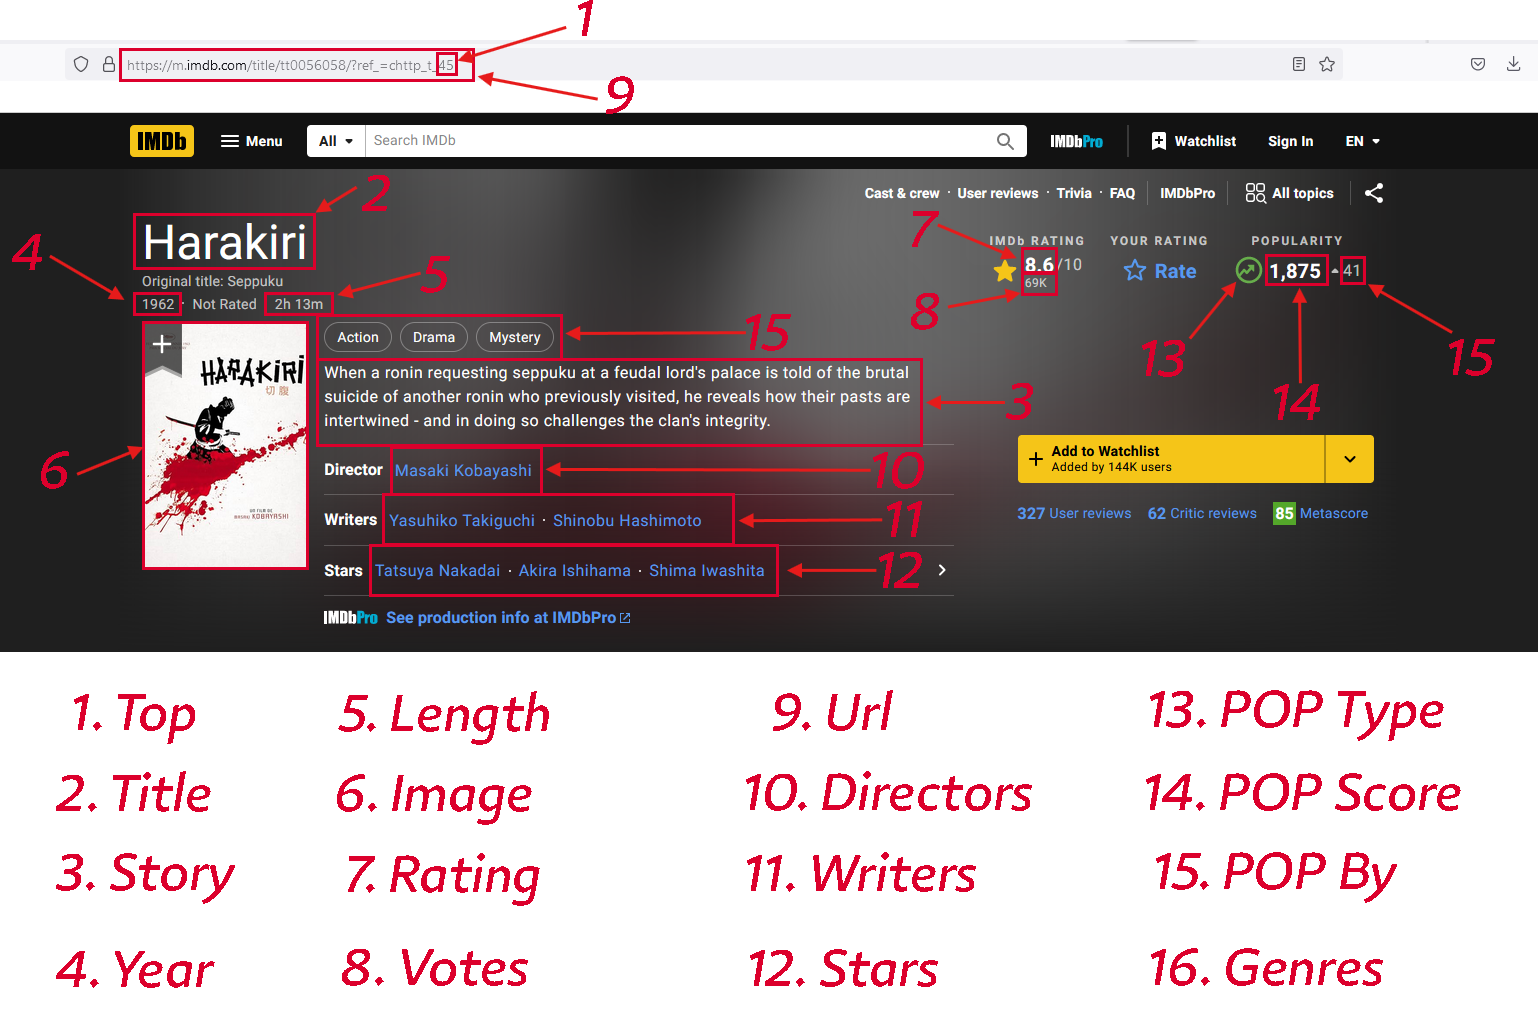 1
https://m.imdb.com/title/tt0056058/?ref_=chttp_t_45
9
IMDb Menu All Search IMDb IMDbPro Watchlist Sign In EN
Cast & crew · User reviews · Trivia · FAQ IMDbPro All topics
2
7
Harakiri
IMDb RATING YOUR RATING POPULARITY
4
5
8.6/10 Rate 1,875 41
Original title: Seppuku
69K
1962 · Not Rated 2h 13m
8
13
14
15
HARAKIRI
切腹
UN FILM DE
MASAKI KOBAYASHI
6
Action Drama Mystery
15
When a ronin requesting seppuku at a feudal lord's palace is told of the brutal
suicide of another ronin who previously visited, he reveals how their pasts are
intertwined - and in doing so challenges the clan's integrity.
3
Add to Watchlist
Added by 144K users
Director Masaki Kobayashi
10
327 User reviews 62 Critic reviews 85 Metascore
Writers Yasuhiko Takiguchi · Shinobu Hashimoto
11
Stars Tatsuya Nakadai · Akira Ishihama · Shima Iwashita
12
IMDbPro See production info at IMDbPro
1. Top
5. Length
9. Url
13. POP Type
2. Title
6. Image
10. Directors
14. POP Score
3. Story
7. Rating
11. Writers
15. POP By
4. Year
8. Votes
12. Stars
16. Genres